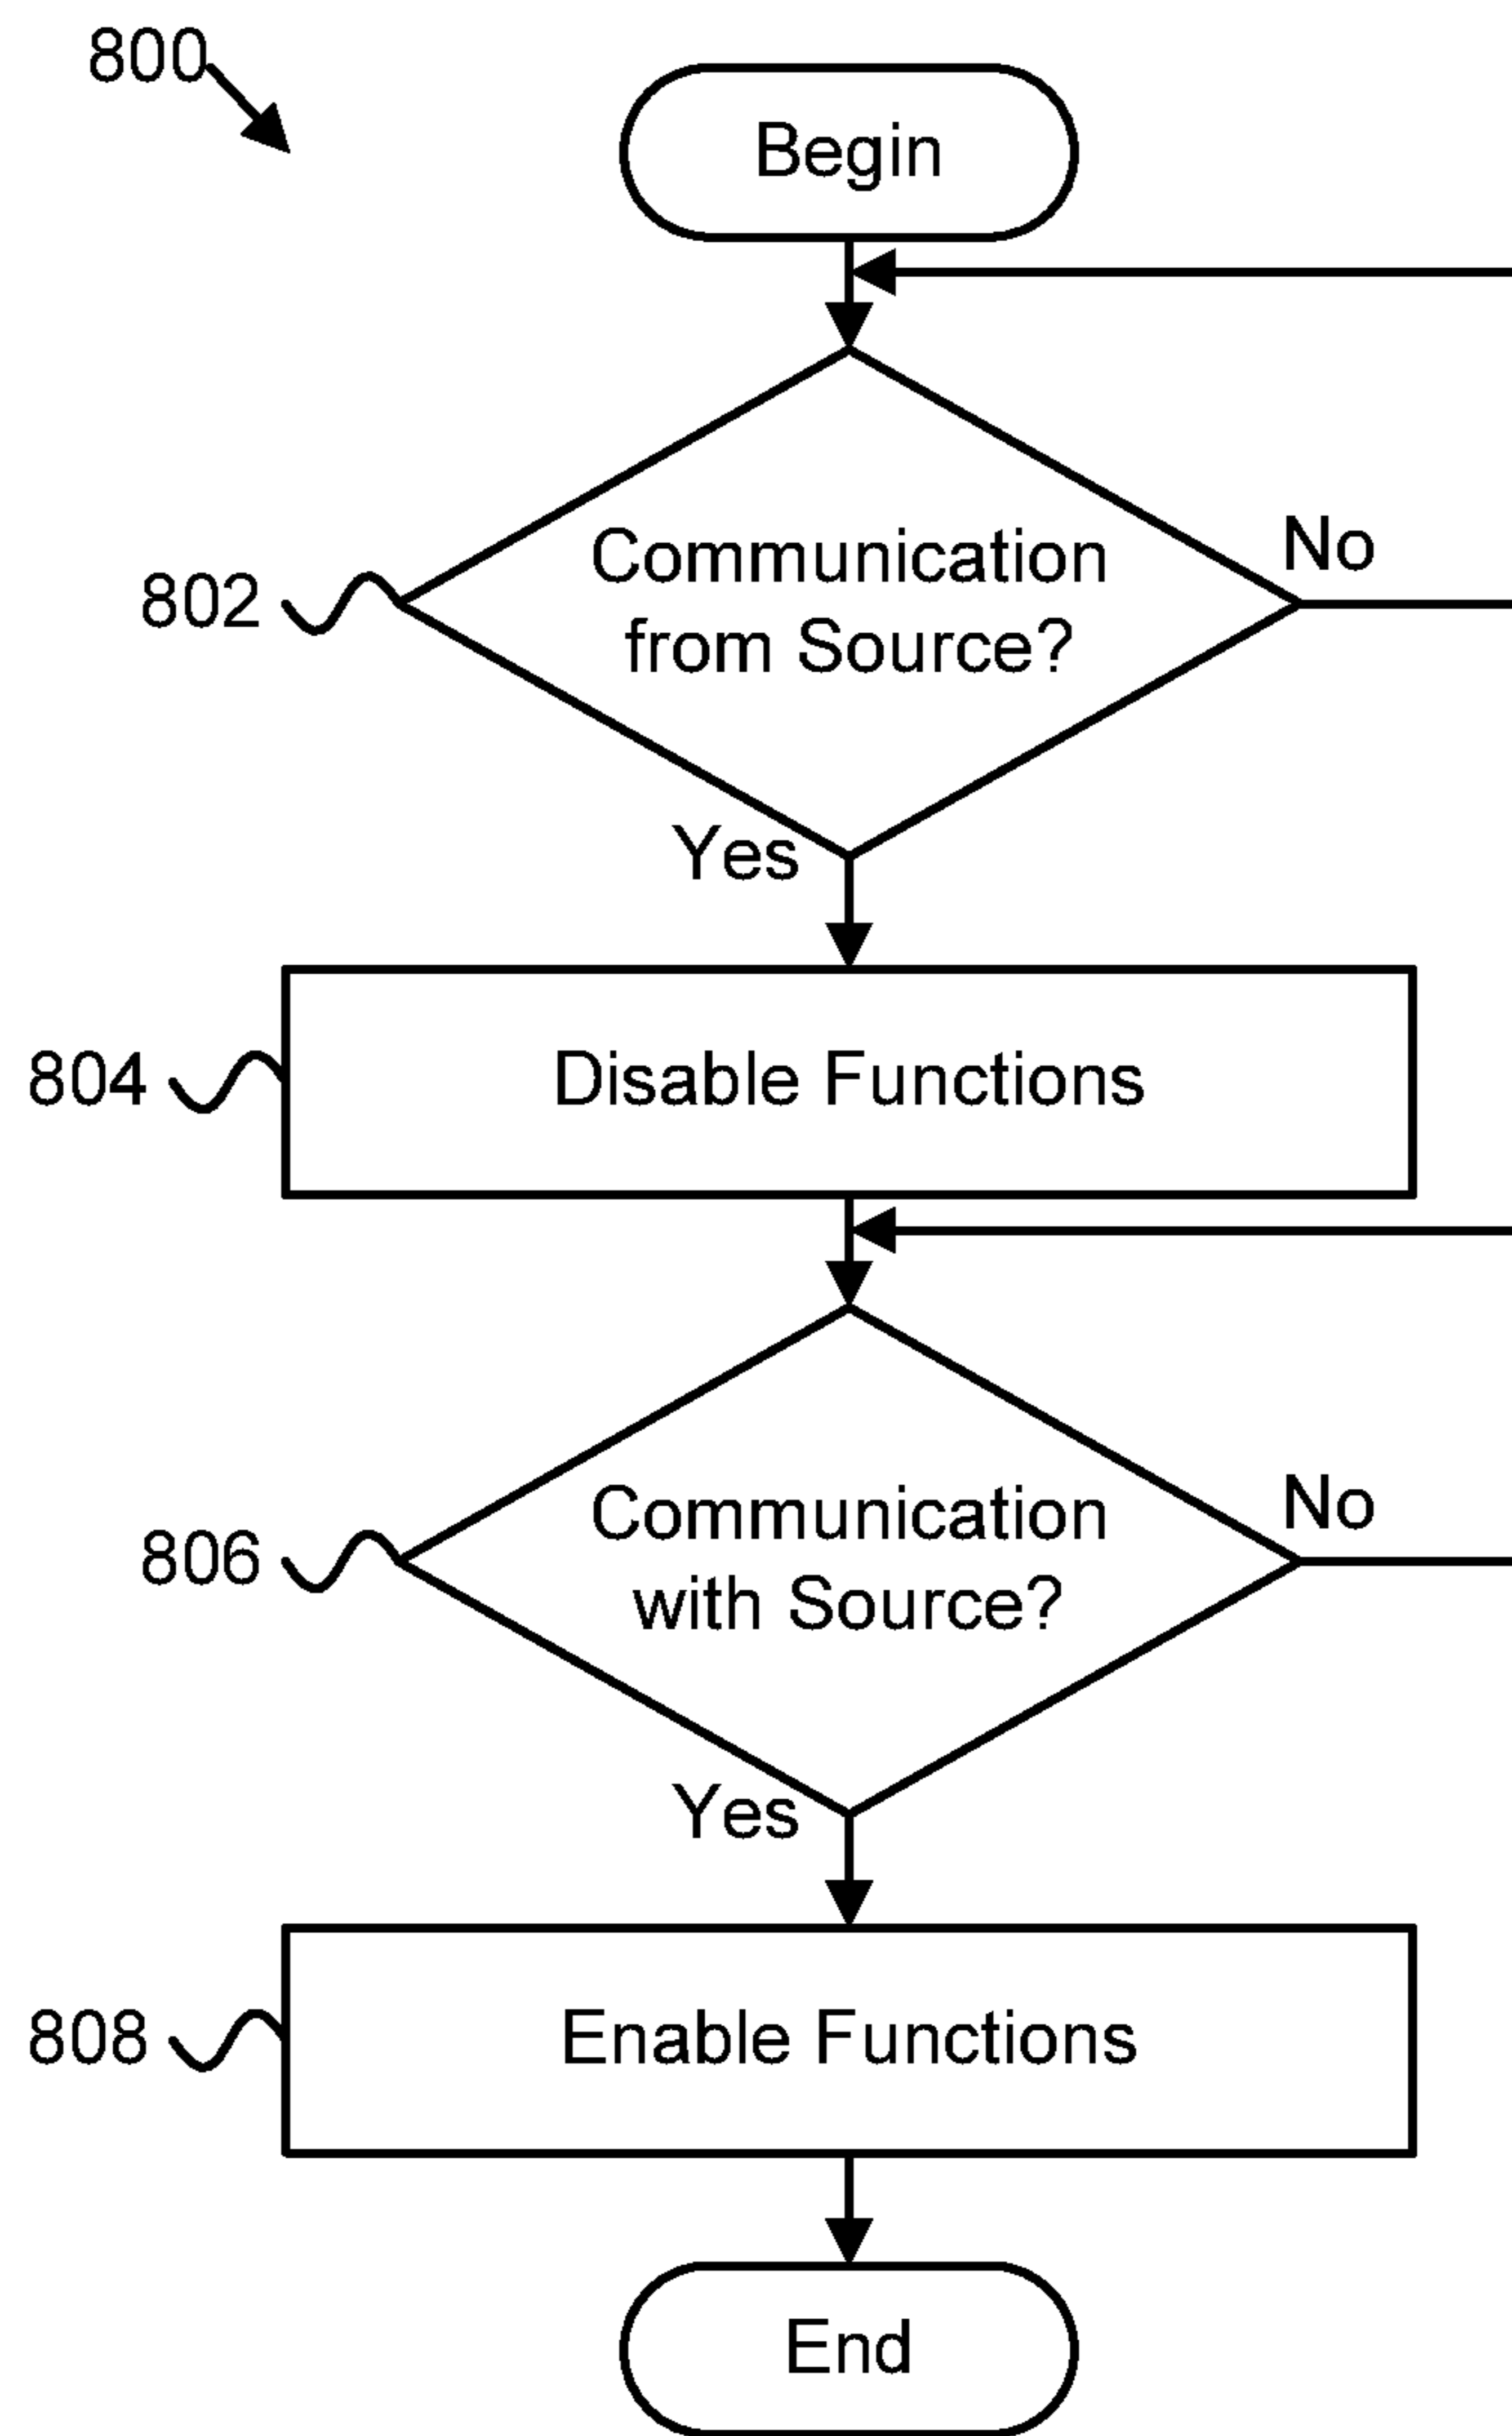 800
Begin
Communication
from Source?
No
802
Yes
804
Disable Functions
Communication
with Source?
No
806
Yes
808
Enable Functions
End